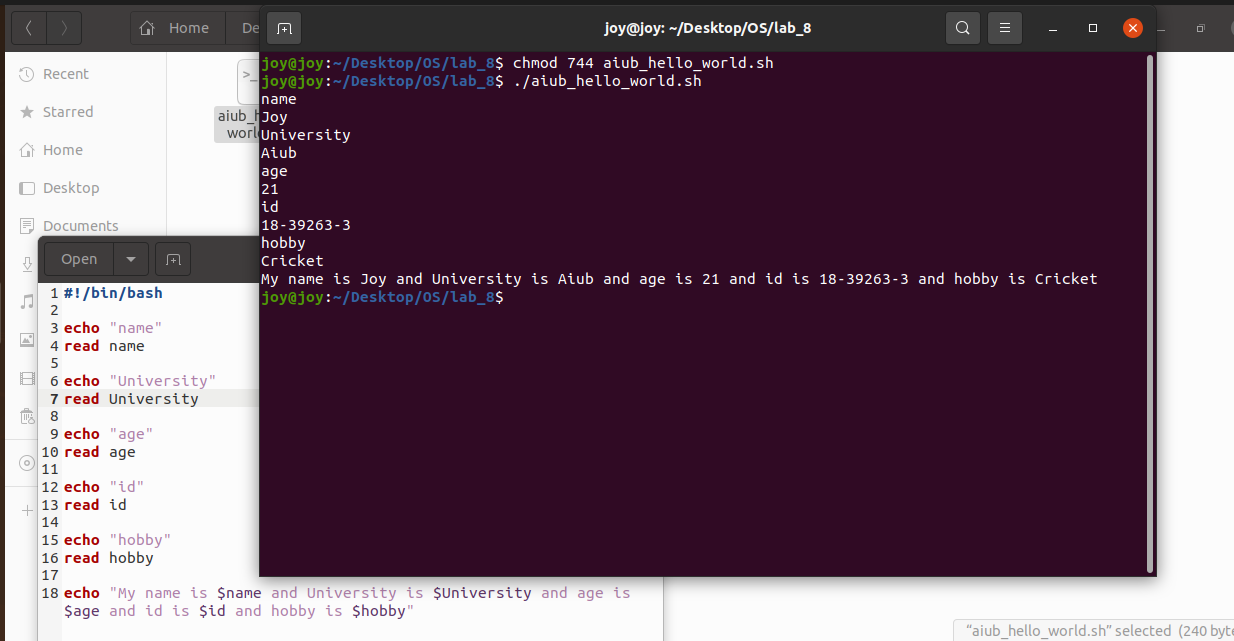 Home
De
joy@joy: ~/Desktop/OS/lab_8
Recent
Starred
Home
Desktop
Documents
>_
aiub_h
worl
joy@joy:~/Desktop/OS/lab_8$ chmod 744 aiub_hello_world.sh
joy@joy:~/Desktop/OS/lab_8$ ./aiub_hello_world.sh
name
Joy
University
Aiub
age
21
id
18-39263-3
hobby
Cricket
My name is Joy and University is Aiub and age is 21 and id is 18-39263-3 and hobby is Cricket
joy@joy:~/Desktop/OS/lab_8$
Open
1 #!/bin/bash
2
3 echo "name"
4 read name
5
6 echo "University"
7 read University
8
9 echo "age"
10 read age
11
12 echo "id"
13 read id
14
15 echo "hobby"
16 read hobby
17
18 echo "My name is $name and University is $University and age is
$age and id is $id and hobby is $hobby"
“aiub_hello_world.sh” selected (240 byte